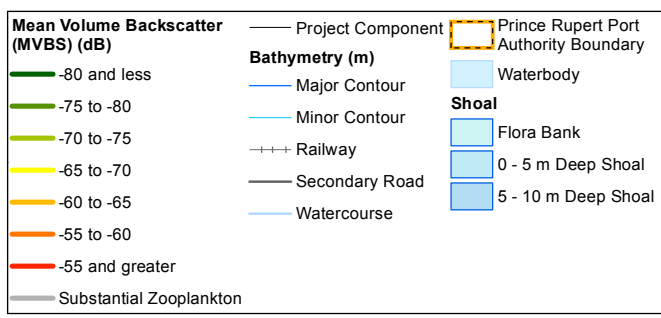 Mean Volume Backscatter
(MVBS) (dB)
-80 and less
-75 to -80
-70 to -75
-65 to -70
-60 to -65
-55 to -60
-55 and greater
Substantial Zooplankton
Project Component
Bathymetry (m)
Major Contour
Minor Contour
Railway
Secondary Road
Watercourse
Prince Rupert Port
Authority Boundary
Waterbody
Shoal
Flora Bank
0 - 5 m Deep Shoal
5 - 10 m Deep Shoal